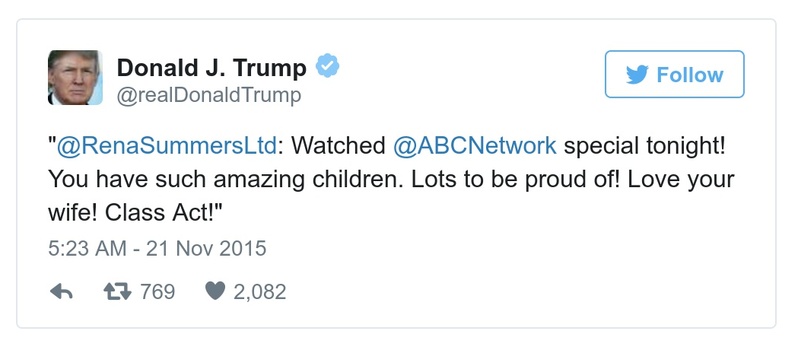 Donald J. Trump
@realDonaldTrump
Follow
"@RenaSummersLtd: Watched @ABCNetwork special tonight!
You have such amazing children. Lots to be proud of! Love your
wife! Class Act!"
5:23 AM - 21 Nov 2015
769 2,082